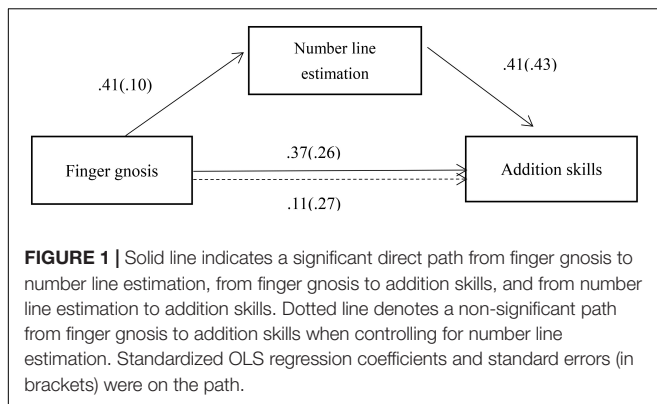 Number line
estimation
.41(.10)
.41(.43)
.37(.26)
Finger gnosis
Addition skills
.11(.27)
FIGURE 1 | Solid line indicates a significant direct path from finger gnosis to
number line estimation, from finger gnosis to addition skills, and from number
line estimation to addition skills. Dotted line denotes a non-significant path
from finger gnosis to addition skills when controlling for number line
estimation. Standardized OLS regression coefficients and standard errors (in
brackets) were on the path.